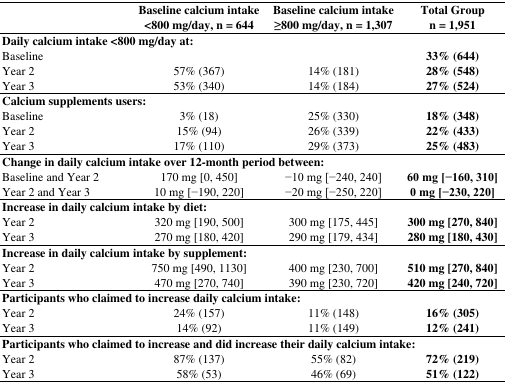 Baseline calcium intake Baseline calcium intake Total Group
<800 mg/day, n = 644 ≥800 mg/day, n = 1,307 n = 1,951
Daily calcium intake <800 mg/day at:
Baseline 33% (644)
Year 2 57% (367) 14% (181) 28% (548)
Year 3 53% (340) 14% (184) 27% (524)
Calcium supplements users:
Baseline 3% (18) 25% (330) 18% (348)
Year 2 15% (94) 26% (339) 22% (433)
Year 3 17% (110) 29% (373) 25% (483)
Change in daily calcium intake over 12-month period between:
Baseline and Year 2 170 mg [0, 450] −10 mg [−240, 240] 60 mg [−160, 310]
Year 2 and Year 3 10 mg [−190, 220] −20 mg [−250, 220] 0 mg [−230, 220]
Increase in daily calcium intake by diet:
Year 2 320 mg [190, 500] 300 mg [175, 445] 300 mg [270, 840]
Year 3 270 mg [180, 420] 290 mg [179, 434] 280 mg [180, 430]
Increase in daily calcium intake by supplement:
Year 2 750 mg [490, 1130] 400 mg [230, 700] 510 mg [270, 840]
Year 3 470 mg [270, 740] 390 mg [230, 720] 420 mg [240, 720]
Participants who claimed to increase daily calcium intake:
Year 2 24% (157) 11% (148) 16% (305)
Year 3 14% (92) 11% (149) 12% (241)
Participants who claimed to increase and did increase their daily calcium intake:
Year 2 87% (137) 55% (82) 72% (219)
Year 3 58% (53) 46% (69) 51% (122)